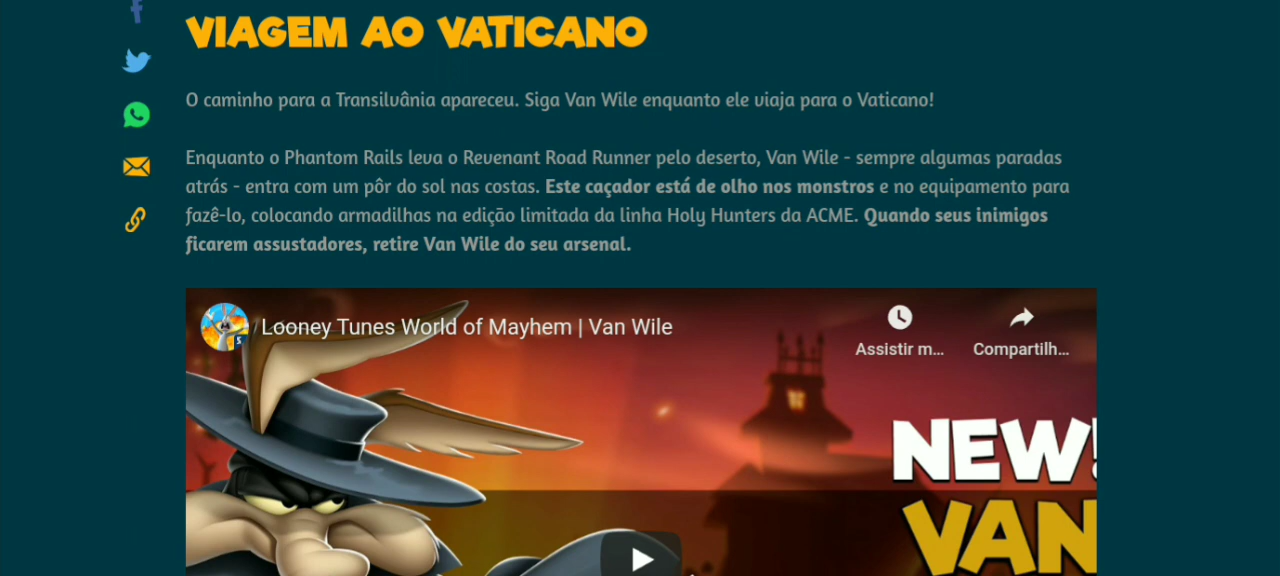 VIAGEM AO VATICANO
O caminho para a Transilvânia apareceu. Siga Van Wile enquanto ele viaja para o Vaticano!
Enquanto o Phantom Rails leva o Revenant Road Runner pelo deserto, Van Wile - sempre algumas paradas
atrás - entra com um pôr do sol nas costas. Este caçador está de olho nos monstros e no equipamento para
fazê-lo, colocando armadilhas na edição limitada da linha Holy Hunters da ACME. Quando seus inimigos
ficarem assustadores, retire Van Wile do seu arsenal.
Looney Tunes World of Mayhem | Van Wile
Assistir m...
Compartilh...
NEW!
VAN